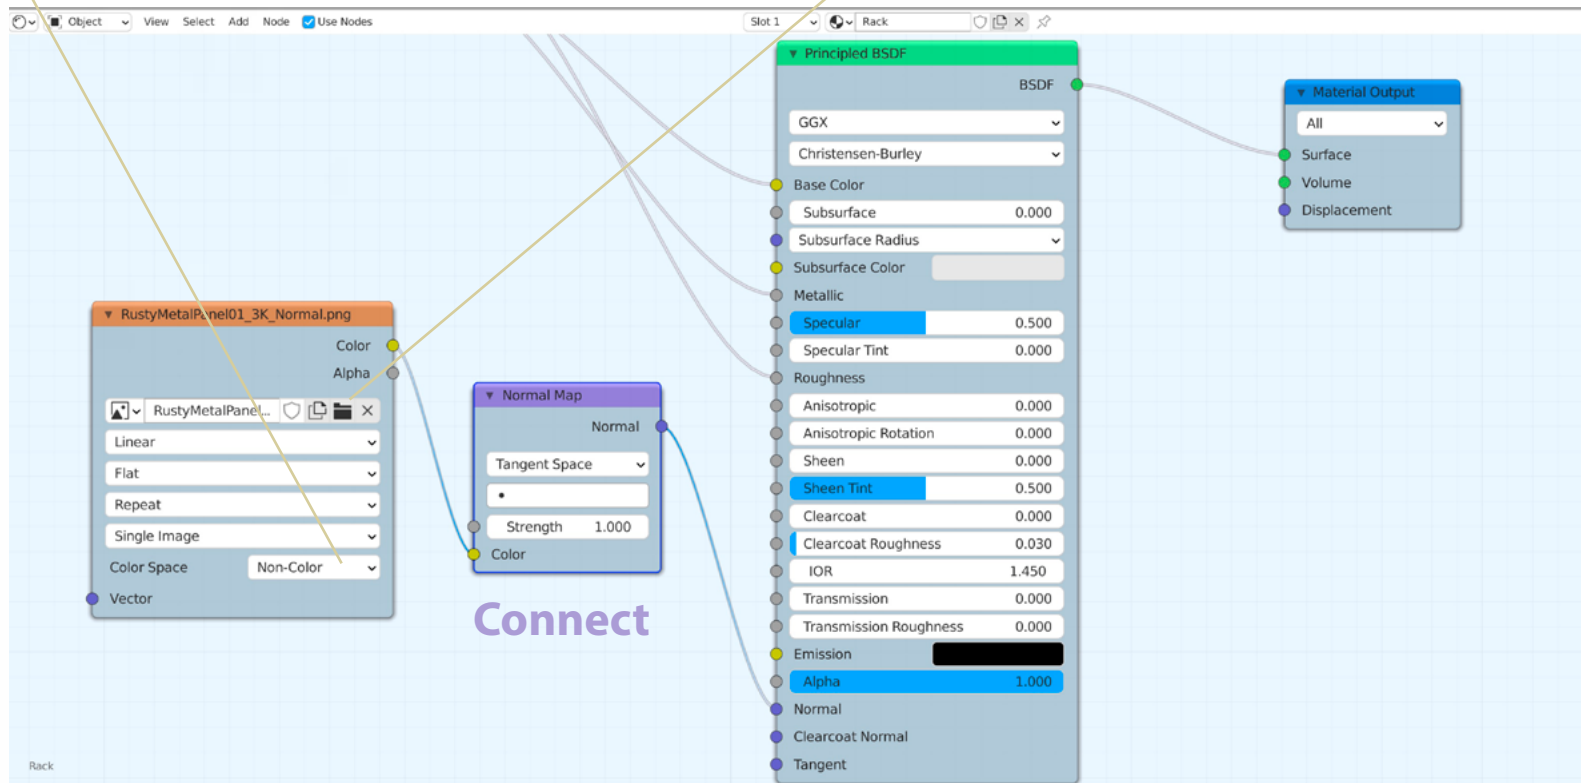 Object View Select Add Node Use Nodes Slot 1 Rack
Principled BSDF
BSDF
GGX
Christensen-Burley
Base Color
Subsurface 0.000
Subsurface Radius
Subsurface Color
Metallic
Specular 0.500
Specular Tint 0.000
Roughness
Anisotropic 0.000
Anisotropic Rotation 0.000
Sheen 0.000
Sheen Tint 0.500
Clearcoat 0.000
Clearcoat Roughness 0.030
IOR 1.450
Transmission 0.000
Transmission Roughness 0.000
Emission
Alpha 1.000
Normal
Clearcoat Normal
Tangent
Material Output
All
Surface
Volume
Displacement
RustyMetalPanel01_3K_Normal.png
Color
Alpha
RustyMetalPanel...
Linear
Flat
Repeat
Single Image
Color Space Non-Color
Vector
Normal Map
Normal
Tangent Space
Strength 1.000
Color
Connect
Rack